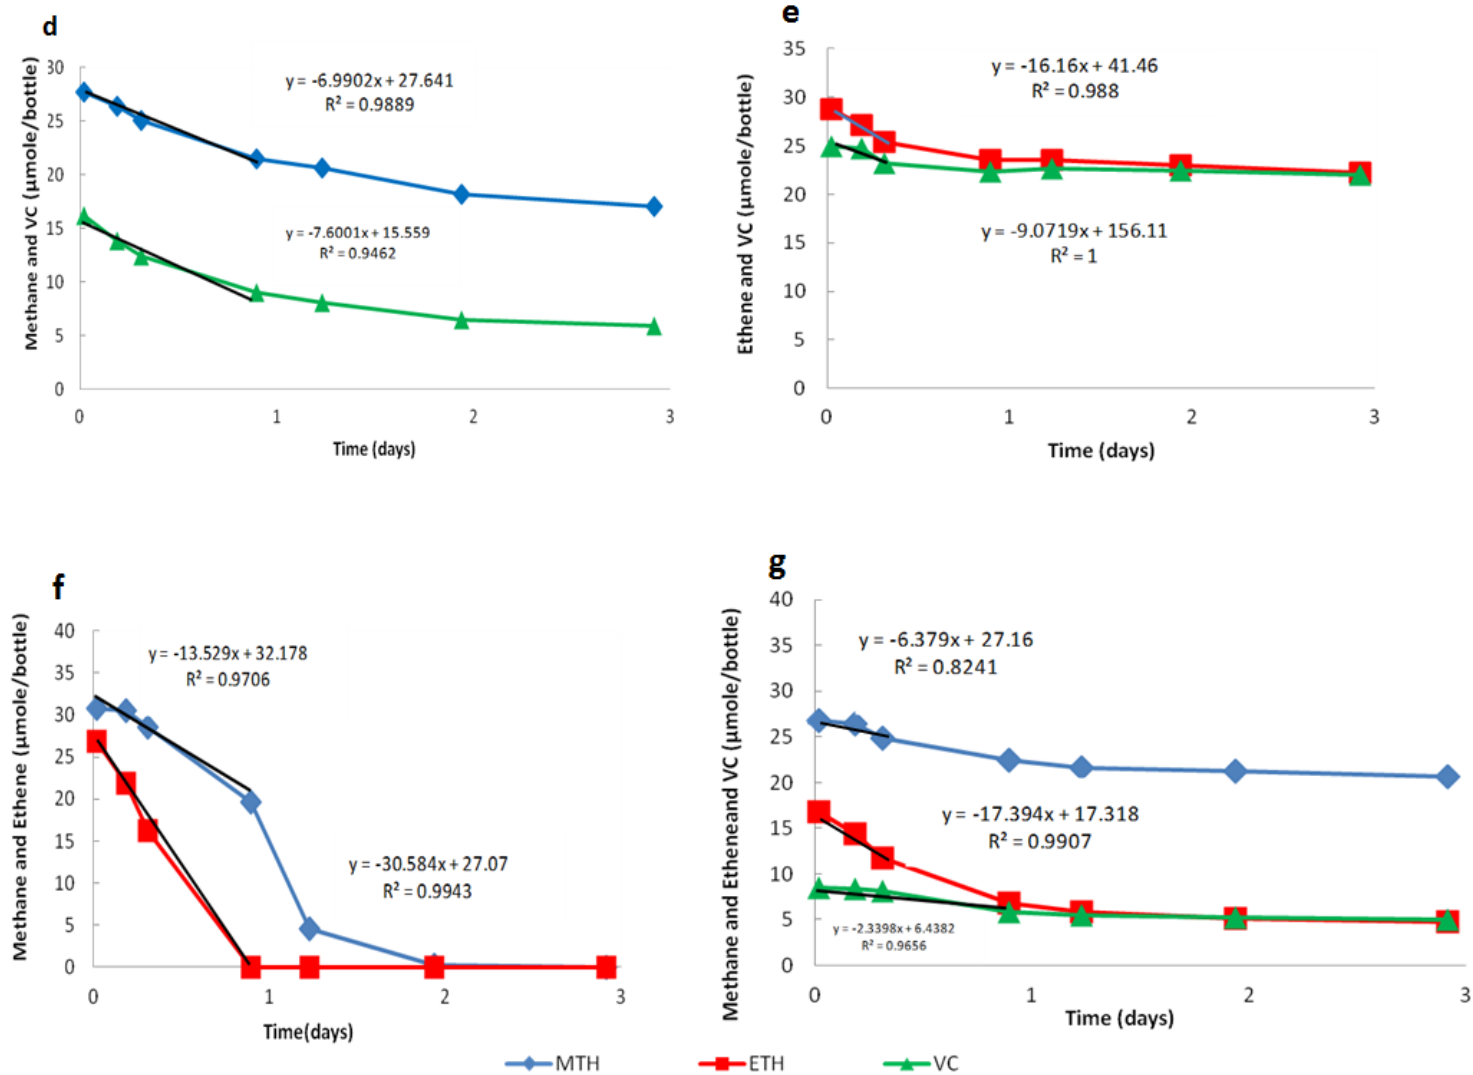 d
Methane and VC (µmole/bottle)
30
25
20
15
10
5
0
y = -6.9902x + 27.641
R² = 0.9889
y = -7.6001x + 15.559
R² = 0.9462
0 1 2 3
Time (days)
e
Ethene and VC (µmole/bottle)
35
30
25
20
15
10
5
0
y = -16.16x + 41.46
R² = 0.988
y = -9.0719x + 156.11
R² = 1
0 1 2 3
Time (days)
f
Methane and Ethene (µmole/bottle)
40
35
30
25
20
15
10
5
0
y = -13.529x + 32.178
R² = 0.9706
y = -30.584x + 27.07
R² = 0.9943
0 1 2 3
Time(days)
g
Methane and Etheneand VC (µmole/bottle)
40
35
30
25
20
15
10
5
0
y = -6.379x + 27.16
R² = 0.8241
y = -17.394x + 17.318
R² = 0.9907
y = -2.3398x + 6.4382
R² = 0.9656
0 1 2 3
Time (days)
MTH ETH VC